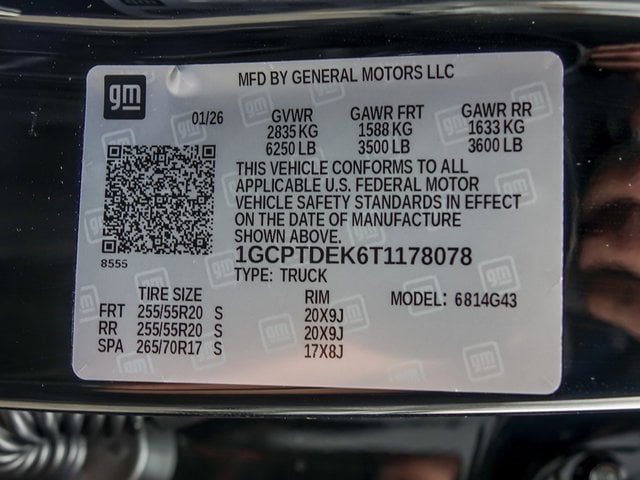 gm
MFD BY GENERAL MOTORS LLC
01/26 GVWR GAWR FRT GAWR RR
2835 KG 1588 KG 1633 KG
6250 LB 3500 LB 3600 LB
THIS VEHICLE CONFORMS TO ALL
APPLICABLE U.S. FEDERAL MOTOR
VEHICLE SAFETY STANDARDS IN EFFECT
ON THE DATE OF MANUFACTURE
SHOWN ABOVE.
8555
1GCPTDEK6T1178078
TYPE: TRUCK
TIRE SIZE RIM MODEL: 6814G43
FRT 255/55R20 S 20X9J
RR 255/55R20 S 20X9J
SPA 265/70R17 S 17X8J